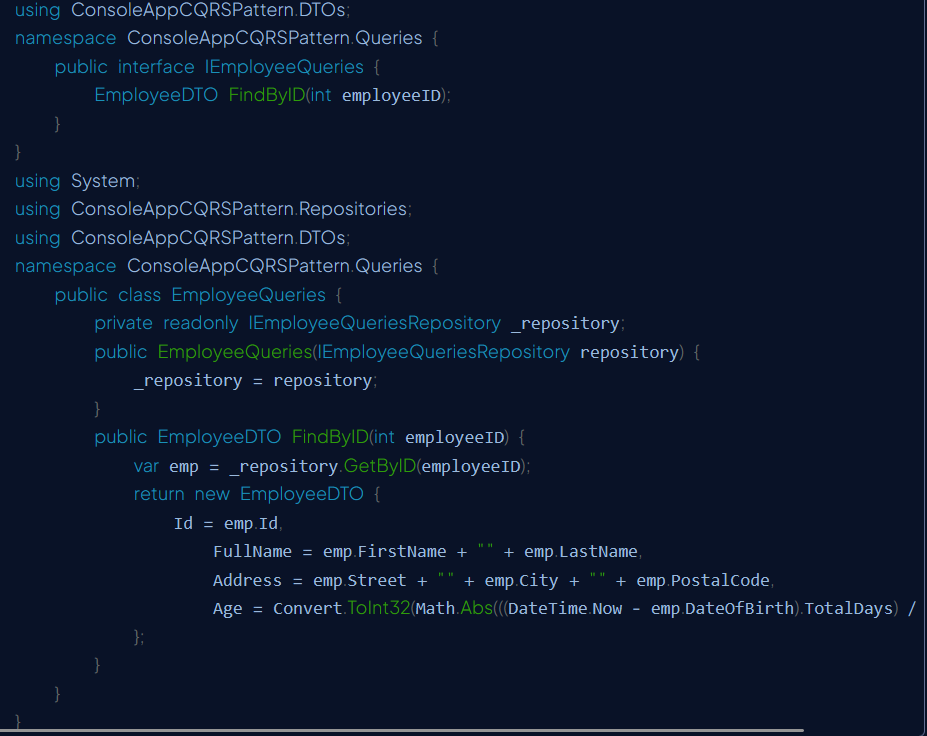 using ConsoleAppCQRSPattern.DTOs;
namespace ConsoleAppCQRSPattern.Queries {
    public interface IEmployeeQueries {
        EmployeeDTO FindByID(int employeeID);
    }
}
using System;
using ConsoleAppCQRSPattern.Repositories;
using ConsoleAppCQRSPattern.DTOs;
namespace ConsoleAppCQRSPattern.Queries {
    public class EmployeeQueries {
        private readonly IEmployeeQueriesRepository _repository;
        public EmployeeQueries(IEmployeeQueriesRepository repository) {
            _repository = repository;
        }
        public EmployeeDTO FindByID(int employeeID) {
            var emp = _repository.GetByID(employeeID);
            return new EmployeeDTO {
                Id = emp.Id,
                    FullName = emp.FirstName + "" + emp.LastName,
                    Address = emp.Street + "" + emp.City + "" + emp.PostalCode,
                    Age = Convert.ToInt32(Math.Abs(((DateTime.Now - emp.DateOfBirth).TotalDays) /
            };
        }
    }
}